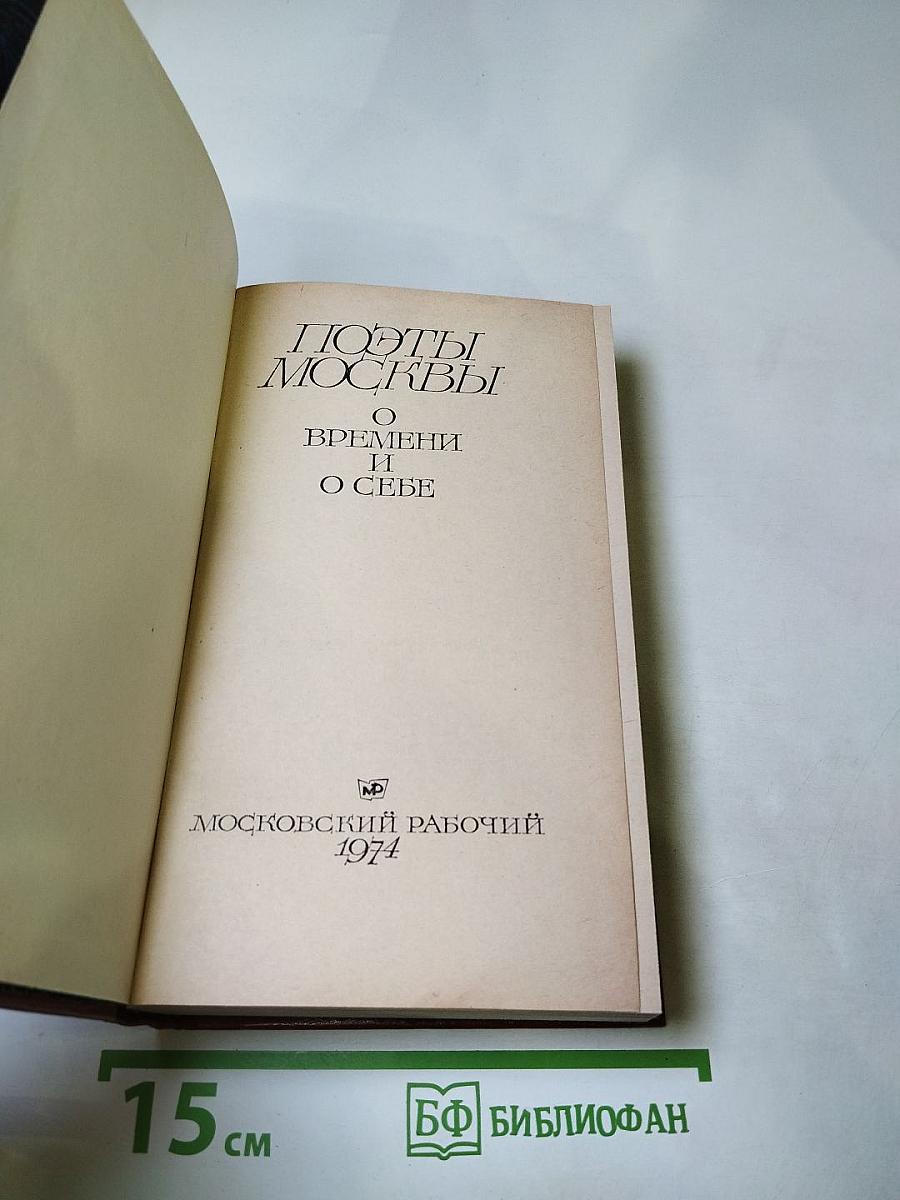 ПОЭТЫ
МОСКВЫ
О
ВРЕМЕНИ
И
О СЕБЕ
МР
МОСКОВСКИЙ РАБОЧИЙ
1974
15 см
БФ БИБЛИОФАН